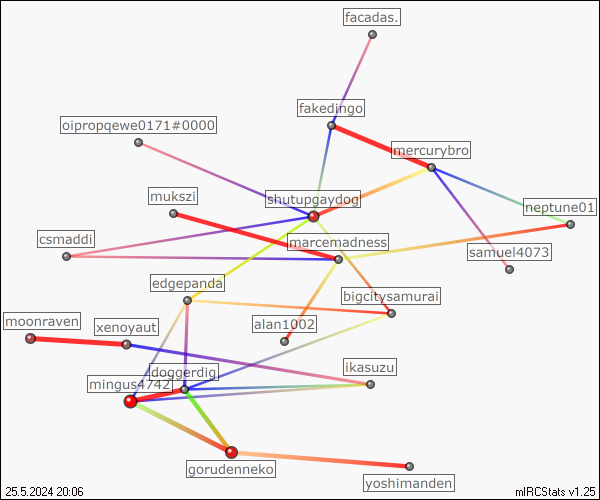 facadas.
fakedingo
oipropqewe0171#0000
mercurybro
mukszi
shutupgaydog
neptune01
csmaddi
marcemadness
samuel4073
edgepanda
bigcitysamurai
moonraven
xenoyaut
alan1002
doggerdig
ikasuzu
mingus4742
gorudenneko
yoshimanden
25.5.2024 20:06
mIRCStats v1.25